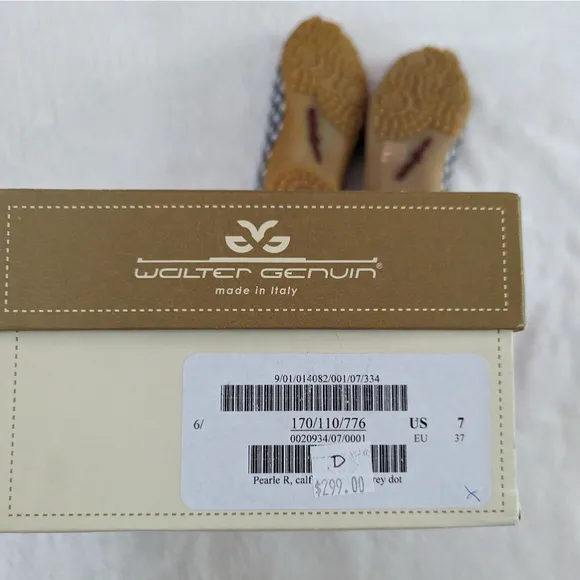 WALTER GENUIN®
made in Italy
9/01/014082/001/07/334
6/ 170/110/776 US 7
0020934/07/0001 EU 37
D
Pearle R, calf rey dot
$299.00
x